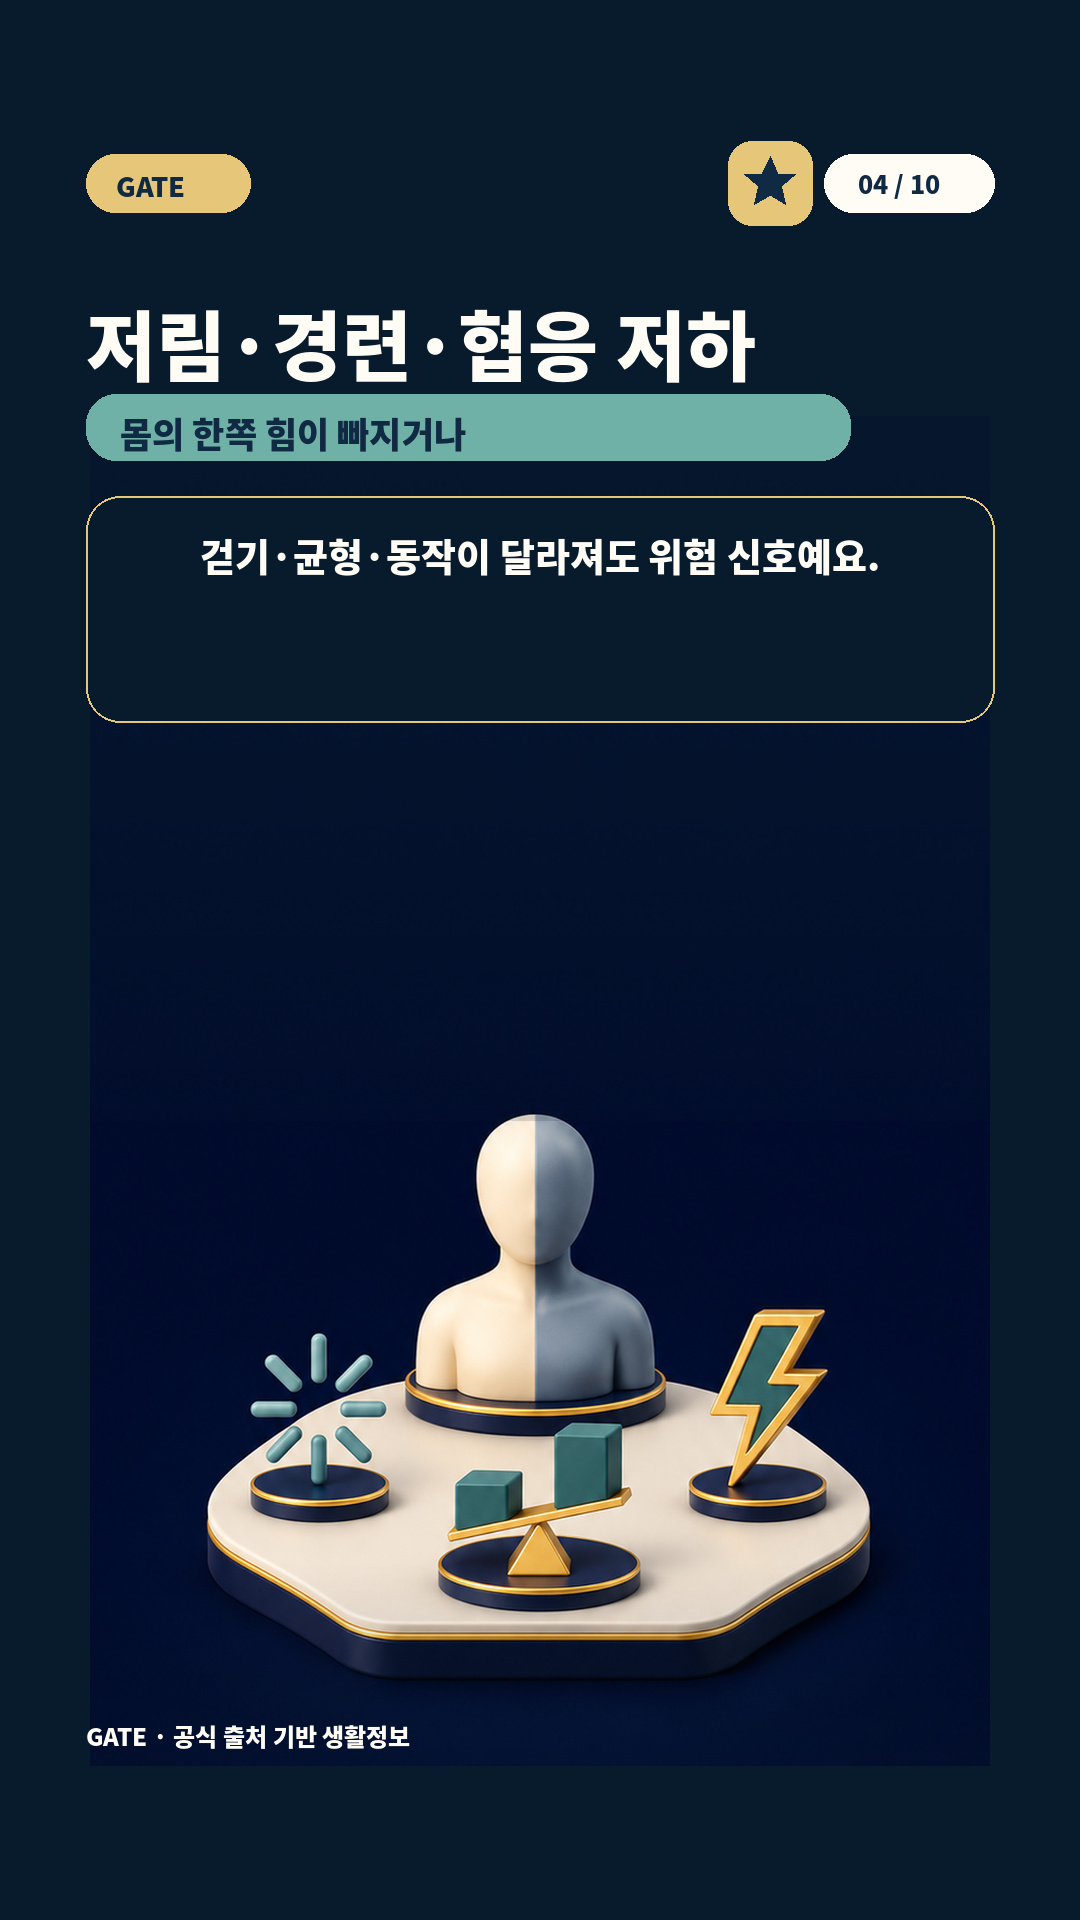 GATE
04 / 10
저림·경련·협응 저하
몸의 한쪽 힘이 빠지거나
걷기·균형·동작이 달라져도 위험 신호예요.
GATE · 공식 출처 기반 생활정보